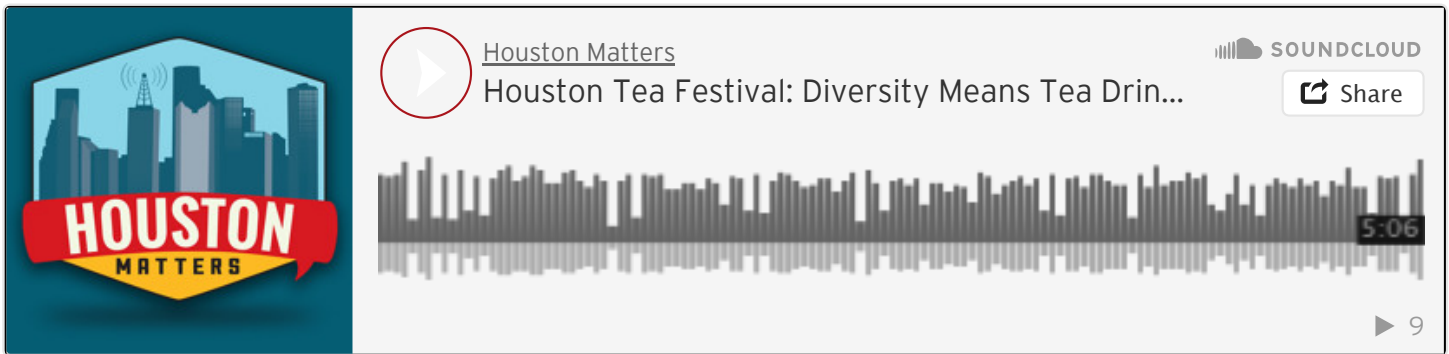 HOUSTON
MATTERS
Houston Matters
Houston Tea Festival: Diversity Means Tea Drin...
SOUNDCLOUD
Share
5:06
9